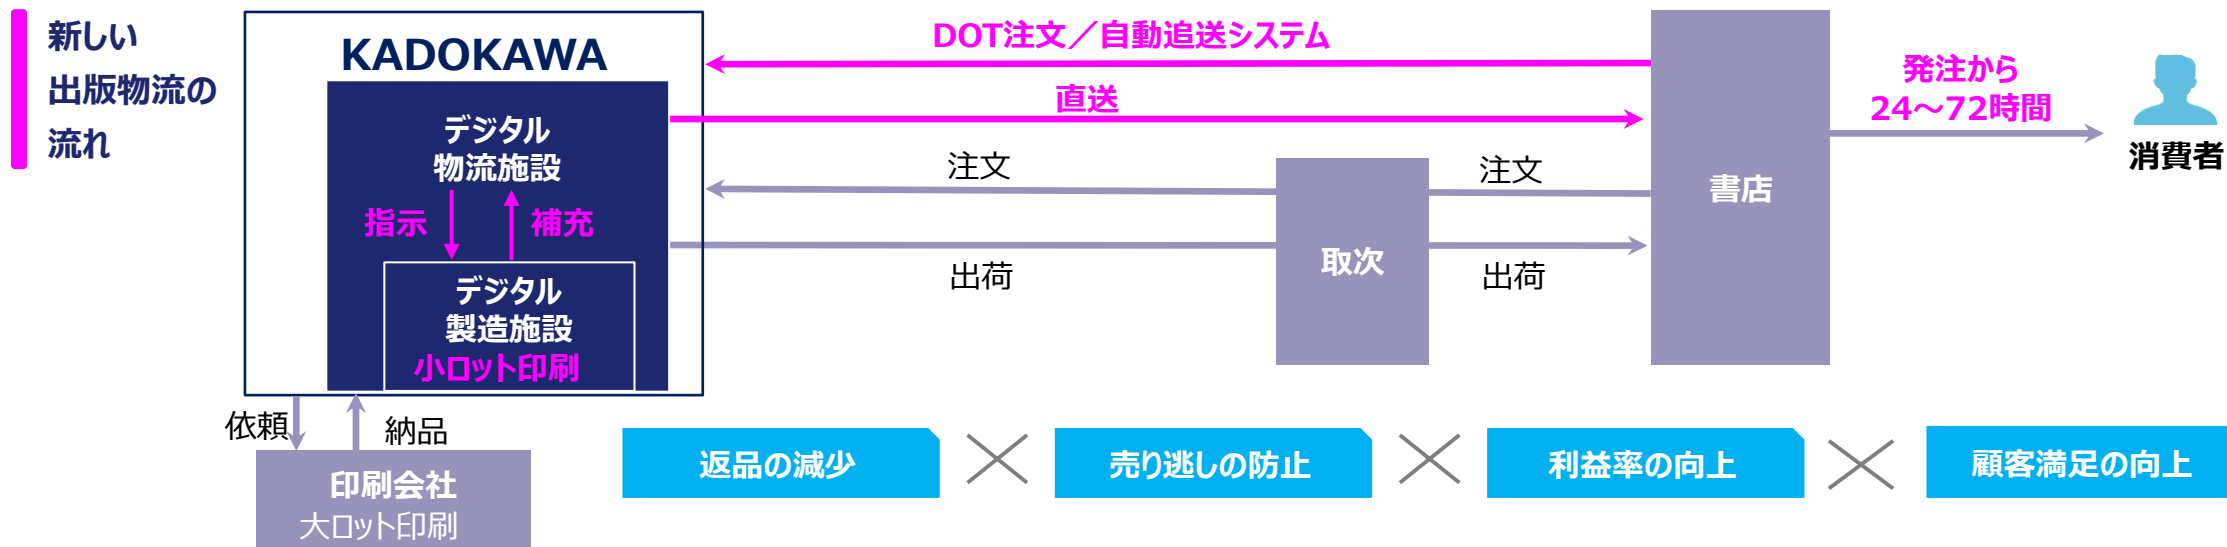 新しい
出版物流の
流れ
KADOKAWA
デジタル
物流施設
指示
補充
デジタル
製造施設
小ロット印刷
依頼
納品
印刷会社
大ロット印刷
DOT注文／自動追送システム
直送
注文
注文
出荷
出荷
取次
書店
発注から
24～72時間
消費者
返品の減少
売り逃しの防止
利益率の向上
顧客満足の向上